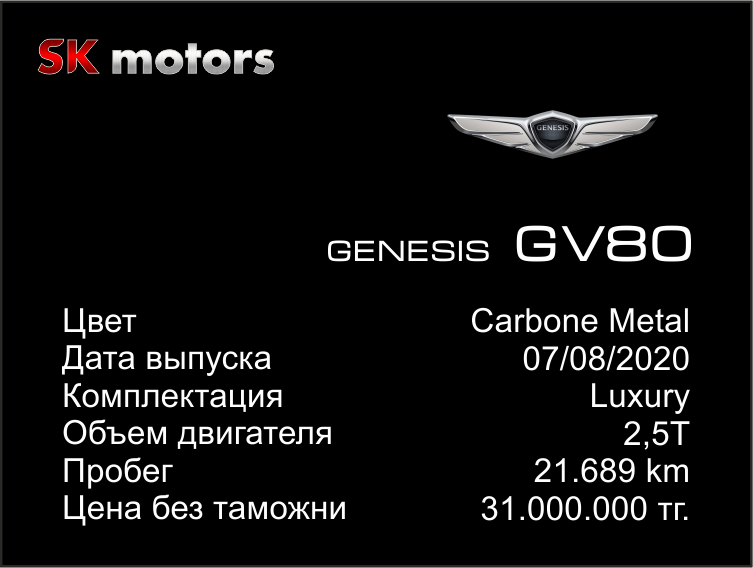 SK motors
GENESIS
GENESIS GV80
Цвет Carbone Metal
Дата выпуска 07/08/2020
Комплектация Luxury
Объем двигателя 2,5T
Пробег 21.689 km
Цена без таможни 31.000.000 тг.